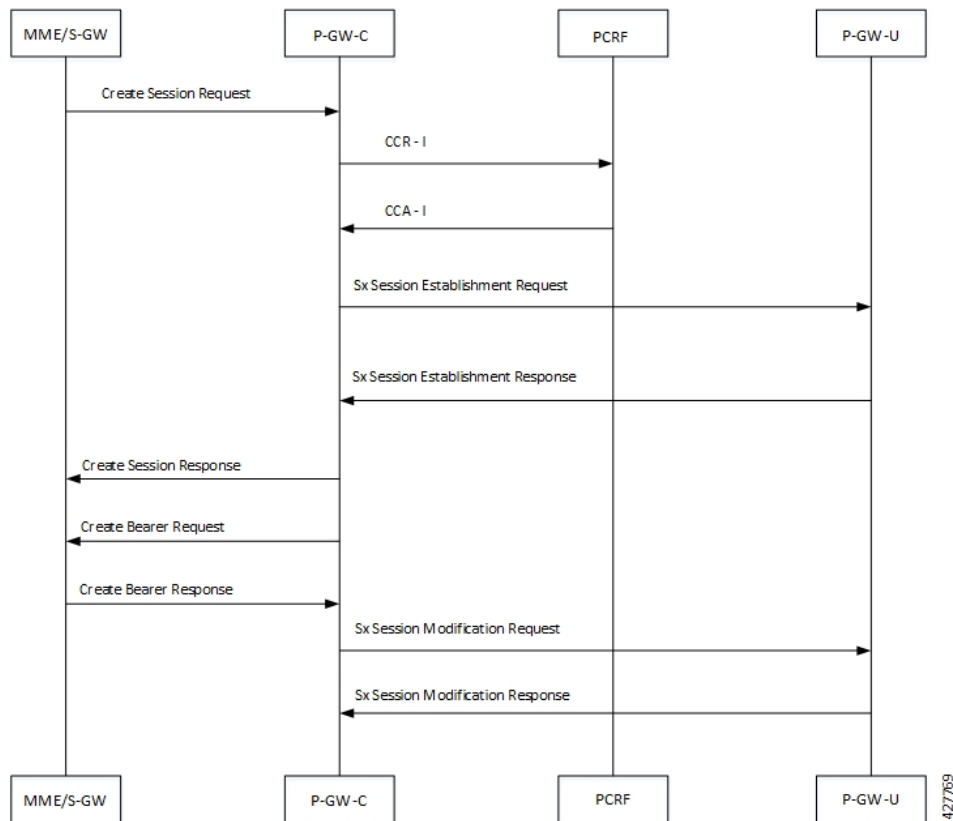 MME/S-GW
P-GW-C
PCRF
P-GW-U
Create Session Request
CCR - I
CCA - I
Sx Session Establishment Request
Sx Session Establishment Response
Create Session Response
Create Bearer Request
Create Bearer Response
Sx Session Modification Request
Sx Session Modification Response
MME/S-GW
P-GW-C
PCRF
P-GW-U
427769